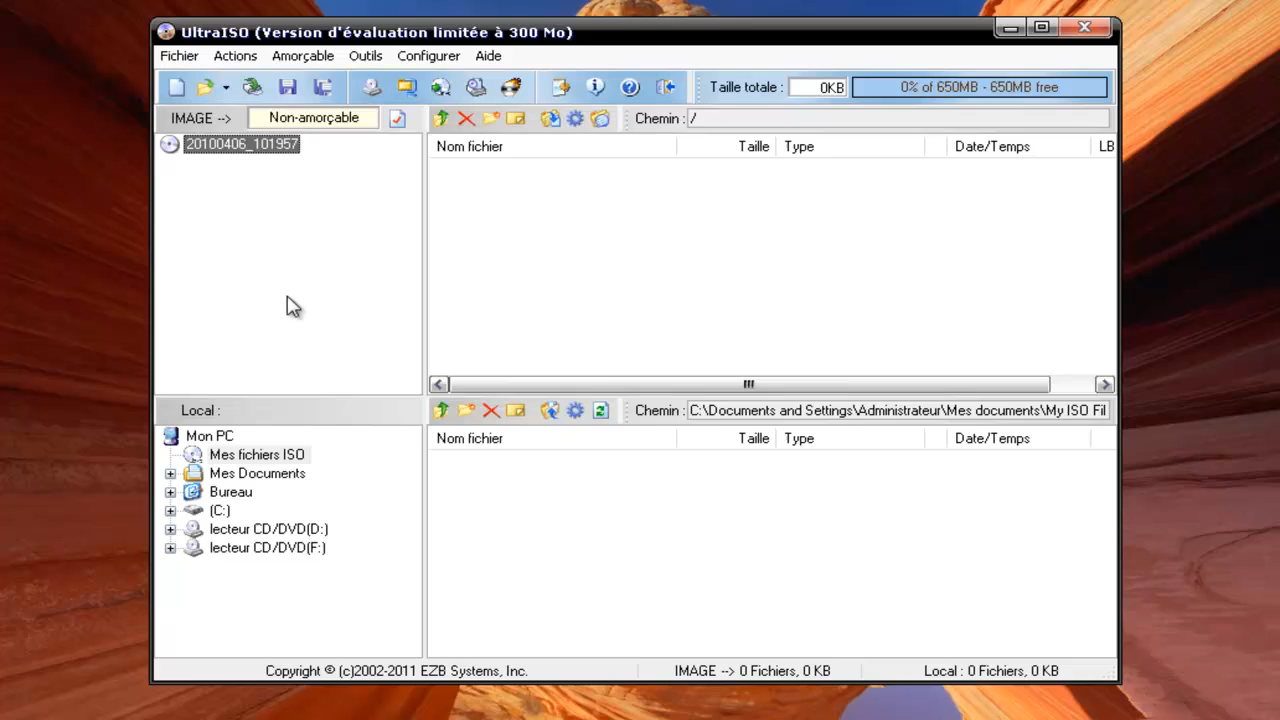 UltraISO (Version d'évaluation limitée à 300 Mo)
Fichier Actions Amorçable Outils Configurer Aide
Taille totale : 0KB 0% of 650MB - 650MB free
IMAGE --> Non-amorçable Chemin : /
20100406_101957
Nom fichier Taille Type Date/Temps LB
Local : Chemin : C:\Documents and Settings\Administrateur\Mes documents\My ISO Fil
Nom fichier Taille Type Date/Temps
Mon PC
Mes fichiers ISO
Mes Documents
Bureau
(C:)
lecteur CD/DVD(D:)
lecteur CD/DVD(F:)
Copyright © (c)2002-2011 EZB Systems, Inc. IMAGE --> 0 Fichiers, 0 KB Local : 0 Fichiers, 0 KB